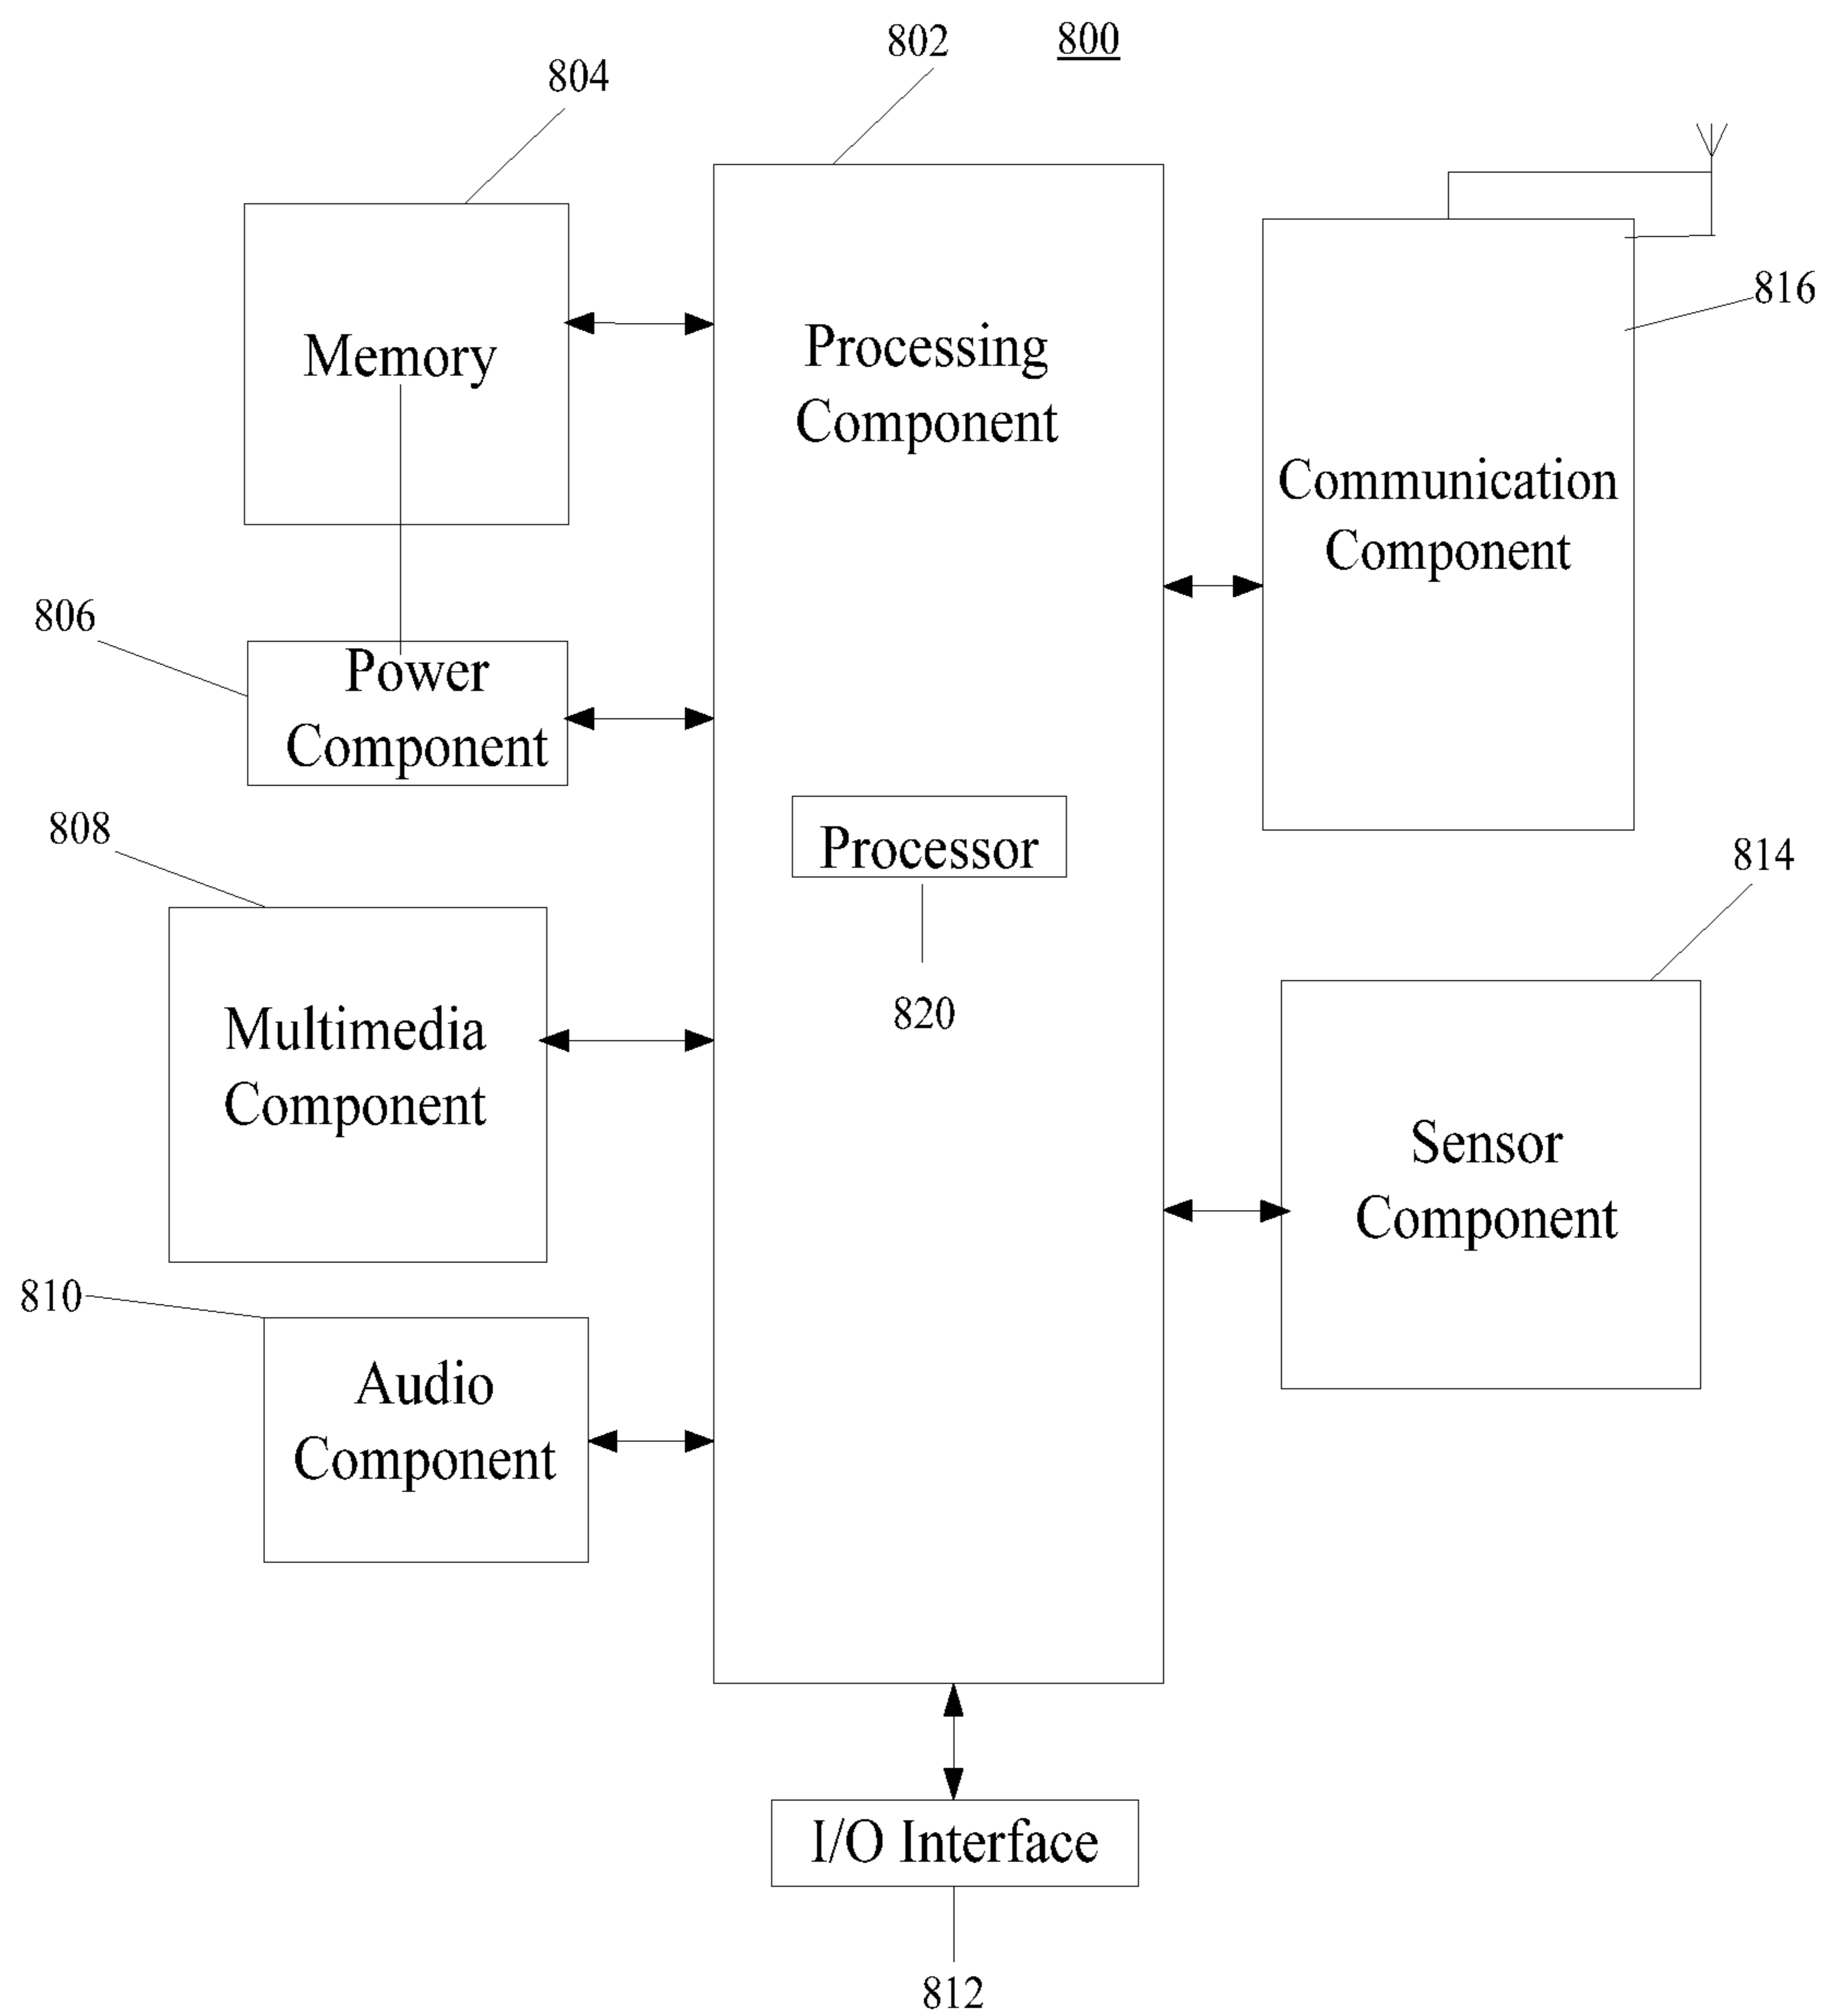 802
800
804
Memory
Processing
Component
816
Communication
Component
806
Power
Component
808
Processor
814
820
Multimedia
Component
Sensor
Component
810
Audio
Component
I/O Interface
812